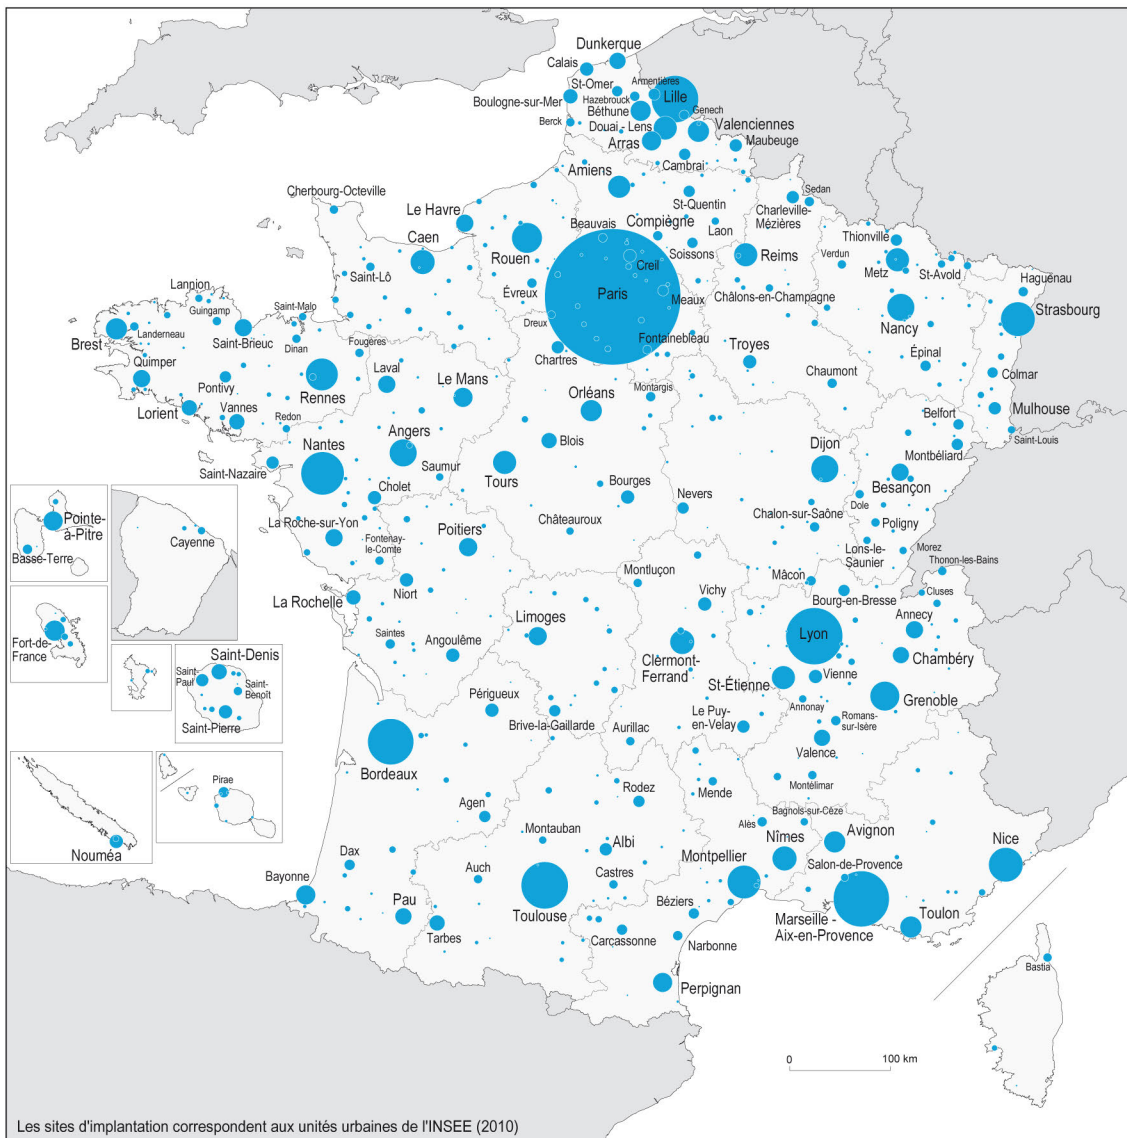 Dunkerque
Calais
St-Omer
Armentières
Hazebrouck
Lille
Boulogne-sur-Mer
Béthune
Genech
Berck
Douai - Lens
Valenciennes
Arras
Maubeuge
Cambrai
Amiens
Cherbourg-Octeville
St-Quentin
Sedan
Charleville-
Mézières
Le Havre
Beauvais
Compiègne
Laon
Caen
Rouen
Soissons
Reims
Thionville
Creil
Verdun
Metz
St-Avold
Saint-Lô
Haguenau
Évreux
Paris
Meaux
Châlons-en-Champagne
Lannion
Saint-Malo
Guingamp
Strasbourg
Dreux
Nancy
Landerneau
Brest
Saint-Brieuc
Dinan
Fougères
Fontainebleau
Troyes
Quimper
Chartres
Épinal
Laval
Le Mans
Chaumont
Colmar
Pontivy
Rennes
Orléans
Montargis
Lorient
Vannes
Redon
Belfort
Mulhouse
Angers
Blois
Dijon
Saint-Louis
Nantes
Montbéliard
Saint-Nazaire
Saumur
Tours
Besançon
Cholet
Bourges
Nevers
Dole
Chalon-sur-Saône
Pointe-
à-Pitre
La Roche-sur-Yon
Poitiers
Châteauroux
Poligny
Cayenne
Fontenay-
le-Comte
Lons-le-
Saunier
Basse-Terre
Morez
Thonon-les-Bains
Montluçon
Mâcon
Niort
La Rochelle
Vichy
Bourg-en-Bresse
Cluses
Limoges
Annecy
Fort-de-
France
Lyon
Saintes
Angoulême
Clermont-
Ferrand
Chambéry
Saint-Denis
Saint-
Paul
Saint-
Benoît
St-Étienne
Vienne
Périgueux
Grenoble
Annonay
Saint-Pierre
Brive-la-Gaillarde
Aurillac
Le Puy-
en-Velay
Romans-
sur-Isère
Valence
Bordeaux
Pirae
Rodez
Mende
Montélimar
Agen
Bagnols-sur-Cèze
Alès
Montauban
Nouméa
Albi
Nîmes
Avignon
Nice
Dax
Auch
Montpellier
Salon-de-Provence
Bayonne
Castres
Toulouse
Pau
Béziers
Marseille -
Aix-en-Provence
Toulon
Tarbes
Carcassonne
Narbonne
Bastia
Perpignan
0
100 km
Les sites d'implantation correspondent aux unités urbaines de l'INSEE (2010)